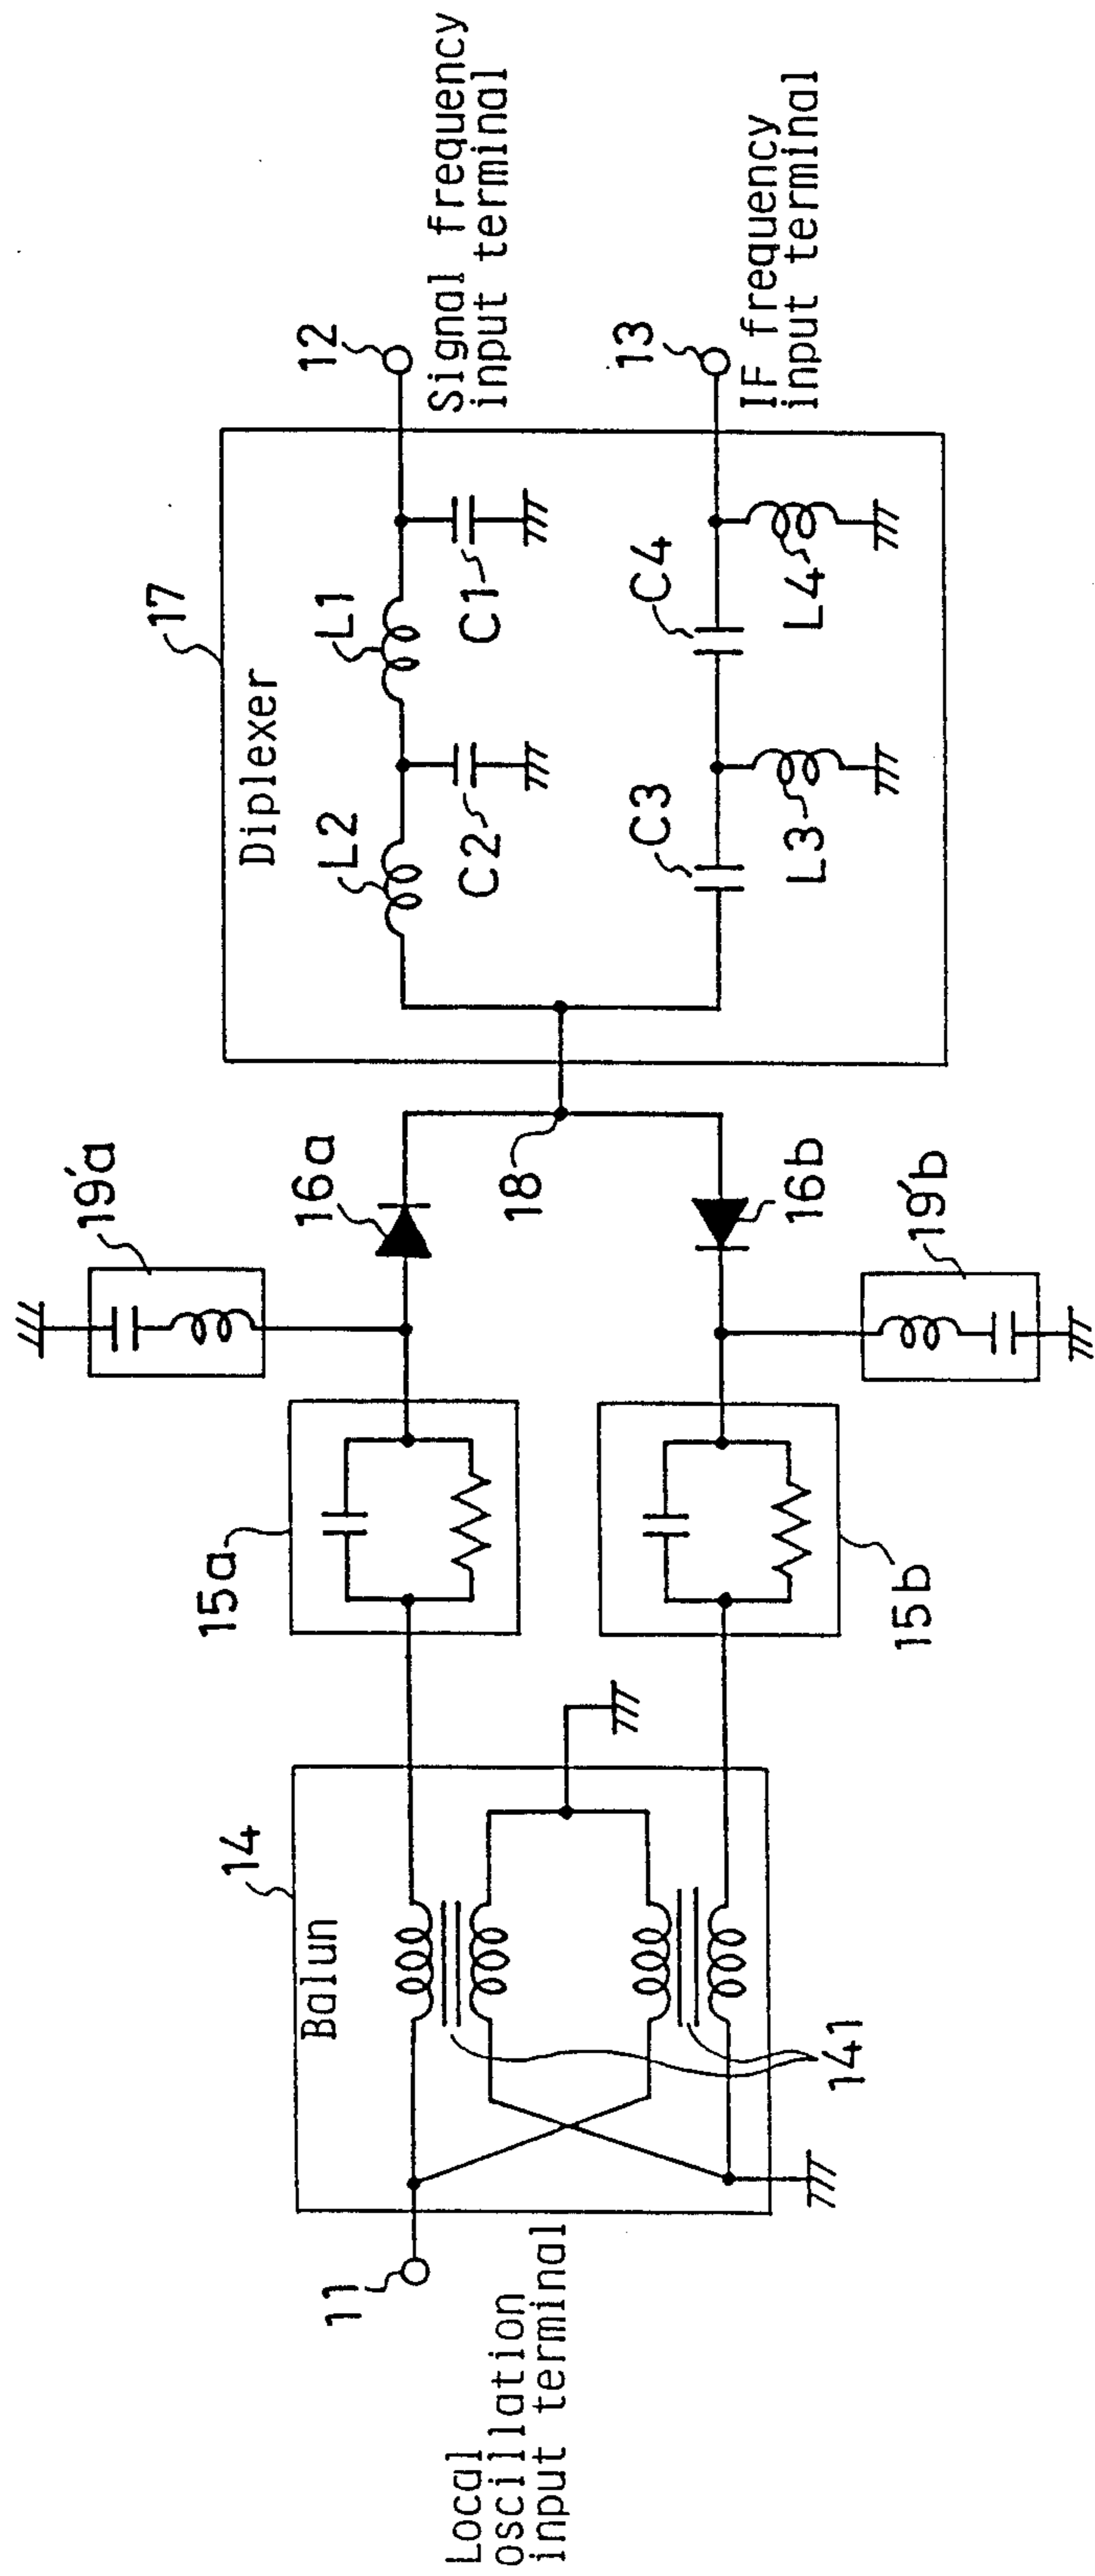 19'a
16a
15a
14
Balun
11
Local
oscillation
input terminal
141
15b
19'b
16b
18
17
Diplexer
L2
L1
C2
C1
C3
C4
L3
L4
12
Signal frequency
input terminal
13
IF frequency
input terminal